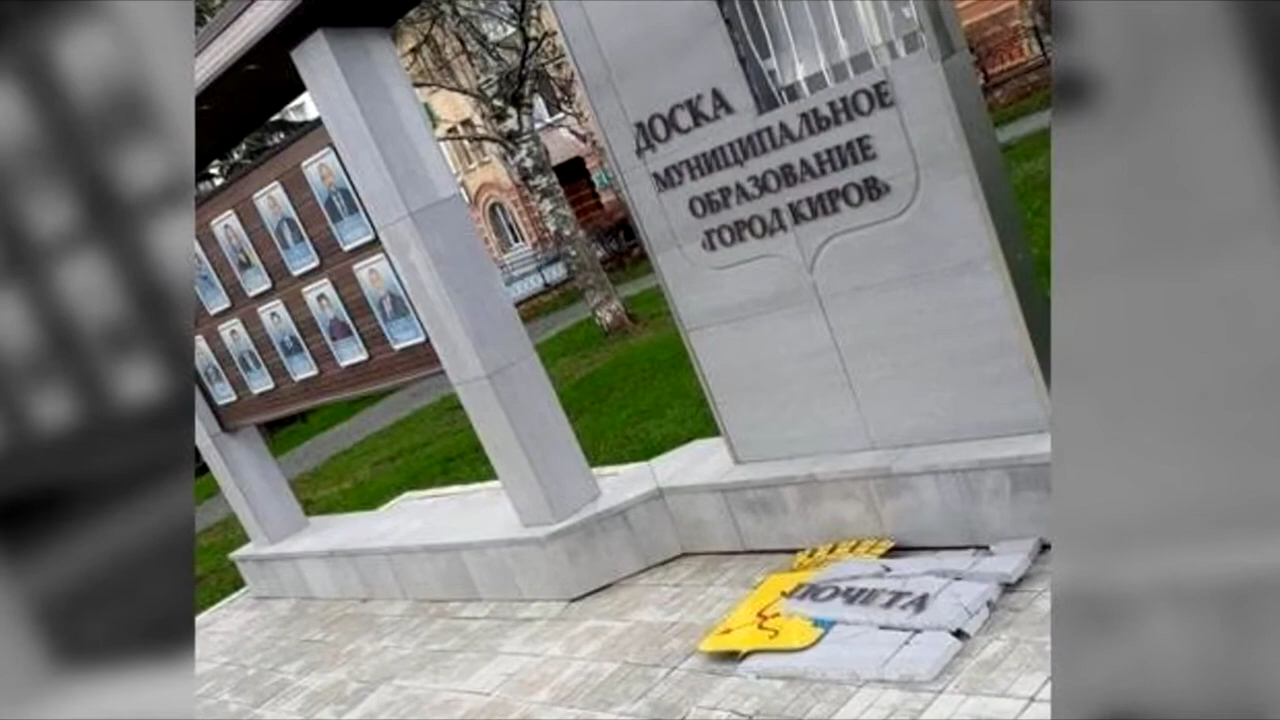 ДОСКА
МУНИЦИПАЛЬНОЕ
ОБРАЗОВАНИЕ
«ГОРОД КИРОВ»
ПОЧЕТА